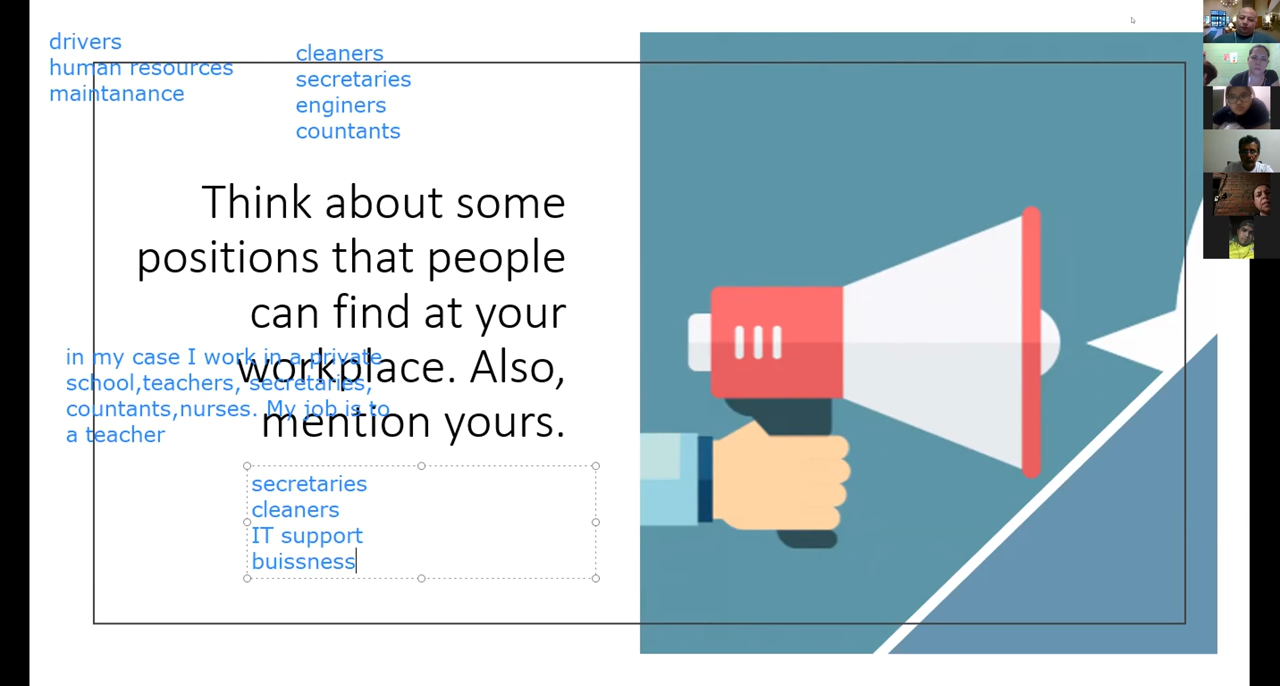 drivers
human resources
maintanance
cleaners
secretaries
enginers
countants
Think about some
positions that people
can find at your
workplace. Also,
mention yours.
in my case I work in a private
school,teachers, secretaries,
countants,nurses. My job is to
a teacher
secretaries
cleaners
IT support
buissness